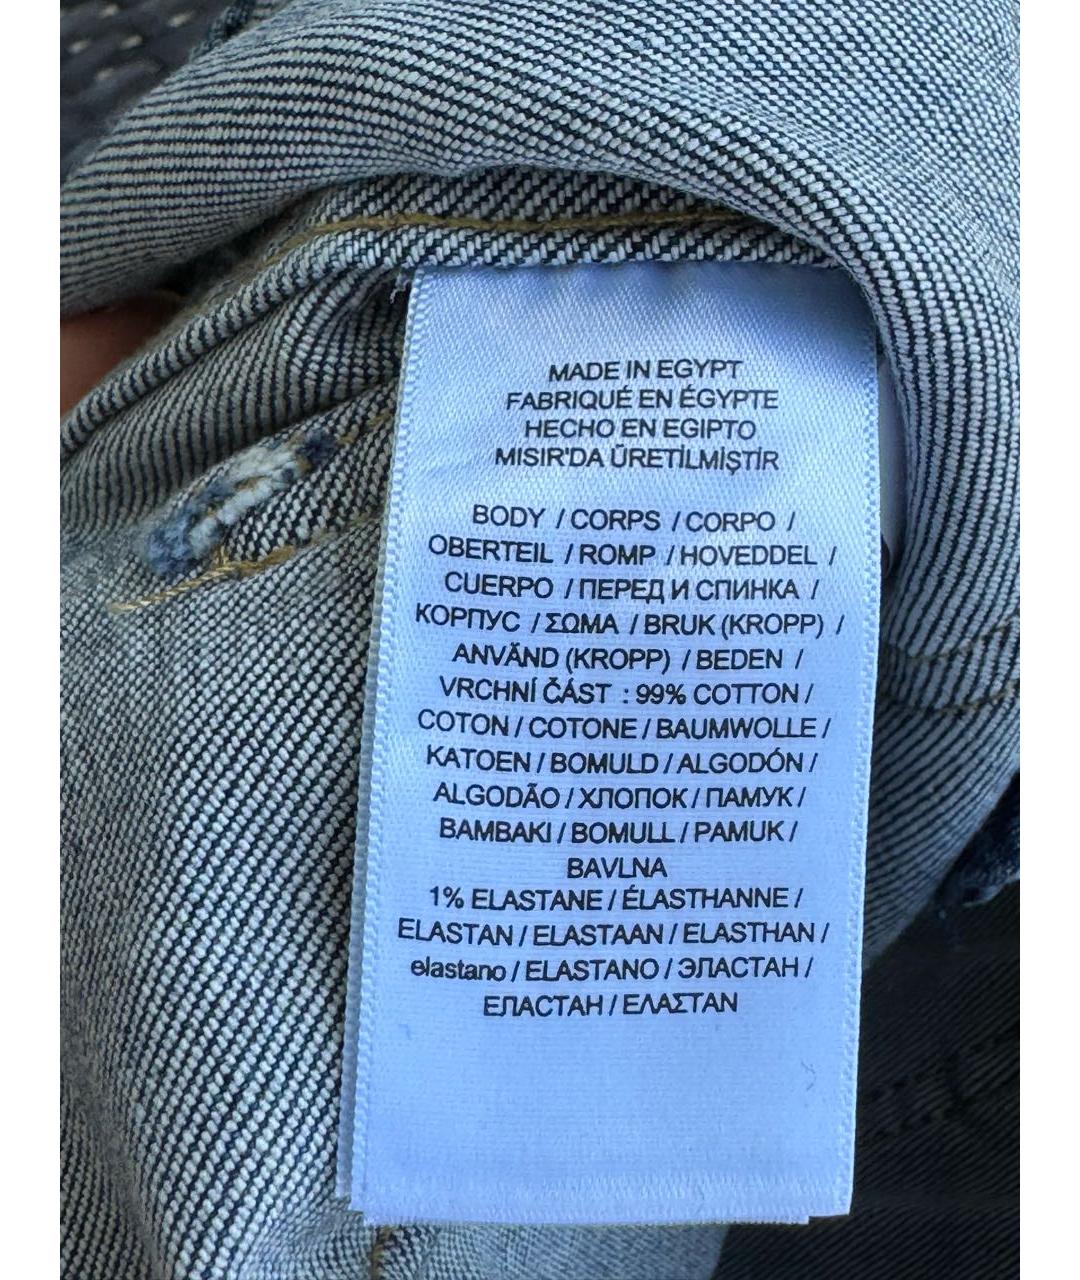 MADE IN EGYPT
FABRIQUÉ EN ÉGYPTE
HECHO EN EGIPTO
MISIR'DA ÜRETİLMİŞTİR
BODY / CORPS / CORPO /
OBERTEIL / ROMP / HOVEDDEL /
CUERPO / ПЕРЕД И СПИНКА /
КОРПУС / ΣΩΜΑ / BRUK (KROPP) /
ANVÄND (KROPP) / BEDEN /
VRCHNÍ ČÁST : 99% COTTON /
COTON / COTONE / BAUMWOLLE /
KATOEN / BOMULD / ALGODÓN /
ALGODÃO / ХЛОПОК / ПАМУК /
ΒΑΜΒΑΚΙ / BOMULL / PAMUK /
BAVLNA
1% ELASTANE / ÉLASTHANNE /
ELASTAN / ELASTAAN / ELASTHAN /
elastano / ELASTANO / ЭЛАСТАН /
ЕЛАСТАН / ΕΛΑΣΤΑΝ